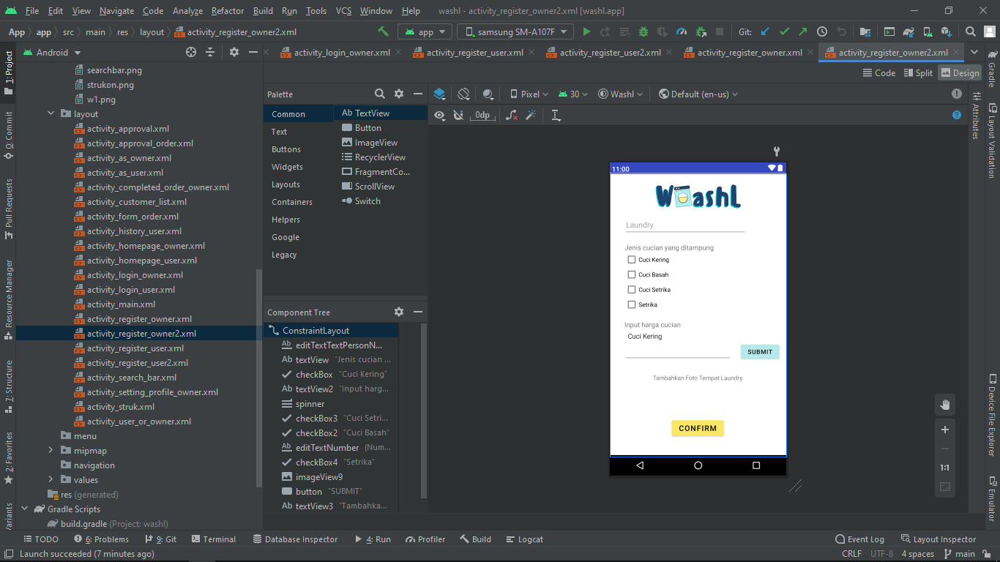 File Edit View Navigate Code Analyze Refactor Build Run Tools VCS Window Help washl - activity_register_owner2.xml [washl.app]
App app src main res layout activity_register_owner2.xml app samsung SM-A107F Git:
1: Project
0: Commit
Pull Requests
Resource Manager
7: Structure
2: Favorites
Android
searchbar.png
strukon.png
w1.png
layout
activity_approval.xml
activity_approval_order.xml
activity_as_owner.xml
activity_as_user.xml
activity_completed_order_owner.xml
activity_customer_list.xml
activity_form_order.xml
activity_history_user.xml
activity_homepage_owner.xml
activity_homepage_user.xml
activity_login_owner.xml
activity_login_user.xml
activity_main.xml
activity_register_owner.xml
activity_register_owner2.xml
activity_register_user.xml
activity_register_user2.xml
activity_search_bar.xml
activity_setting_profile_owner.xml
activity_struk.xml
activity_user_or_owner.xml
menu
mipmap
navigation
values
res (generated)
Gradle Scripts
build.gradle (Project: washl)
activity_login_owner.xml activity_register_user.xml activity_register_user2.xml activity_register_owner.xml activity_register_owner2.xml
Code Split Design
Palette
Common
Text
Buttons
Widgets
Layouts
Containers
Helpers
Google
Legacy
Ab TextView
Button
ImageView
RecyclerView
FragmentCo...
ScrollView
Switch
Component Tree
ConstraintLayout
Ab editTextTextPersonN...
Ab textView "Jenis cucian ...
checkBox "Cuci Kering"
Ab textView2 "Input harg...
spinner
checkBox3 "Cuci Setri...
checkBox2 "Cuci Basah"
Ab editTextNumber (Num...
checkBox4 "Setrika"
imageView9
button "SUBMIT"
Ab textView3 "Tambahka...
Pixel 30 Washl Default (en-us)
0dp
11:00
WashL
Laundry
Jenis cucian yang ditampung
Cuci Kering
Cuci Basah
Cuci Setrika
Setrika
Input harga cucian
Cuci Kering
SUBMIT
Tambahkan Foto Tempat Laundry
CONFIRM
1:1
Attributes
Gradle
Layout Validation
Device File Explorer
Emulator
TODO 6: Problems 9: Git Terminal Database Inspector 4: Run Profiler Build Logcat Event Log Layout Inspector
Launch succeeded (7 minutes ago) CRLF UTF-8 4 spaces main